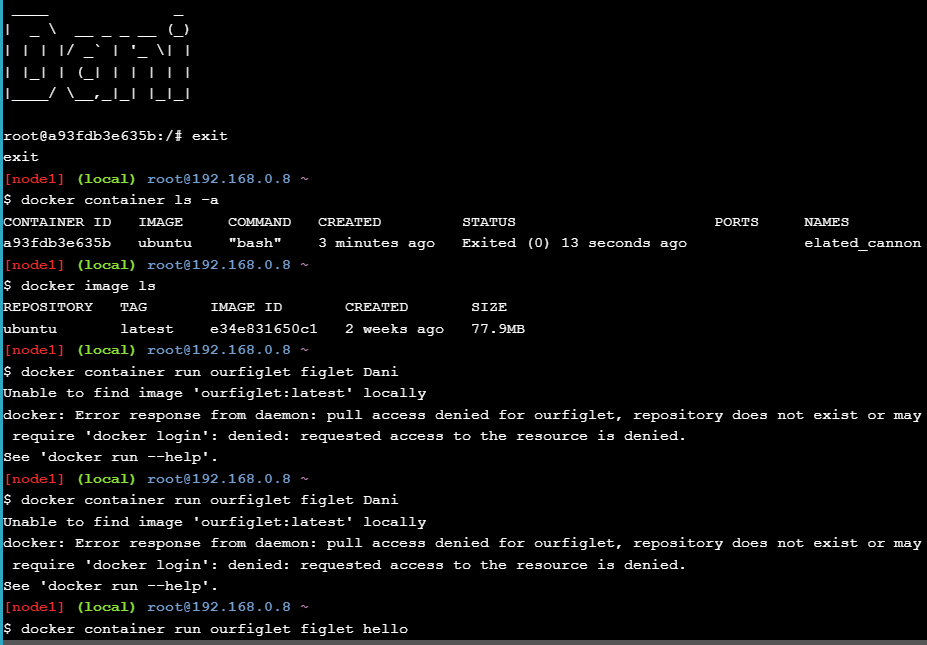 ____              _
|  _ \  __ _ _ __ (_)
| | | |/ _` | '_ \| |
| |_| | (_| | | | | |
|____/ \__,_|_| |_|_|
root@a93fdb3e635b:/# exit
exit
[node1] (local) root@192.168.0.8 ~
$ docker container ls -a
CONTAINER ID   IMAGE     COMMAND   CREATED         STATUS                      PORTS     NAMES
a93fdb3e635b   ubuntu    "bash"    3 minutes ago   Exited (0) 13 seconds ago             elated_cannon
[node1] (local) root@192.168.0.8 ~
$ docker image ls
REPOSITORY   TAG       IMAGE ID       CREATED       SIZE
ubuntu       latest    e34e831650c1   2 weeks ago   77.9MB
[node1] (local) root@192.168.0.8 ~
$ docker container run ourfiglet figlet Dani
Unable to find image 'ourfiglet:latest' locally
docker: Error response from daemon: pull access denied for ourfiglet, repository does not exist or may
 require 'docker login': denied: requested access to the resource is denied.
See 'docker run --help'.
[node1] (local) root@192.168.0.8 ~
$ docker container run ourfiglet figlet Dani
Unable to find image 'ourfiglet:latest' locally
docker: Error response from daemon: pull access denied for ourfiglet, repository does not exist or may
 require 'docker login': denied: requested access to the resource is denied.
See 'docker run --help'.
[node1] (local) root@192.168.0.8 ~
$ docker container run ourfiglet figlet hello